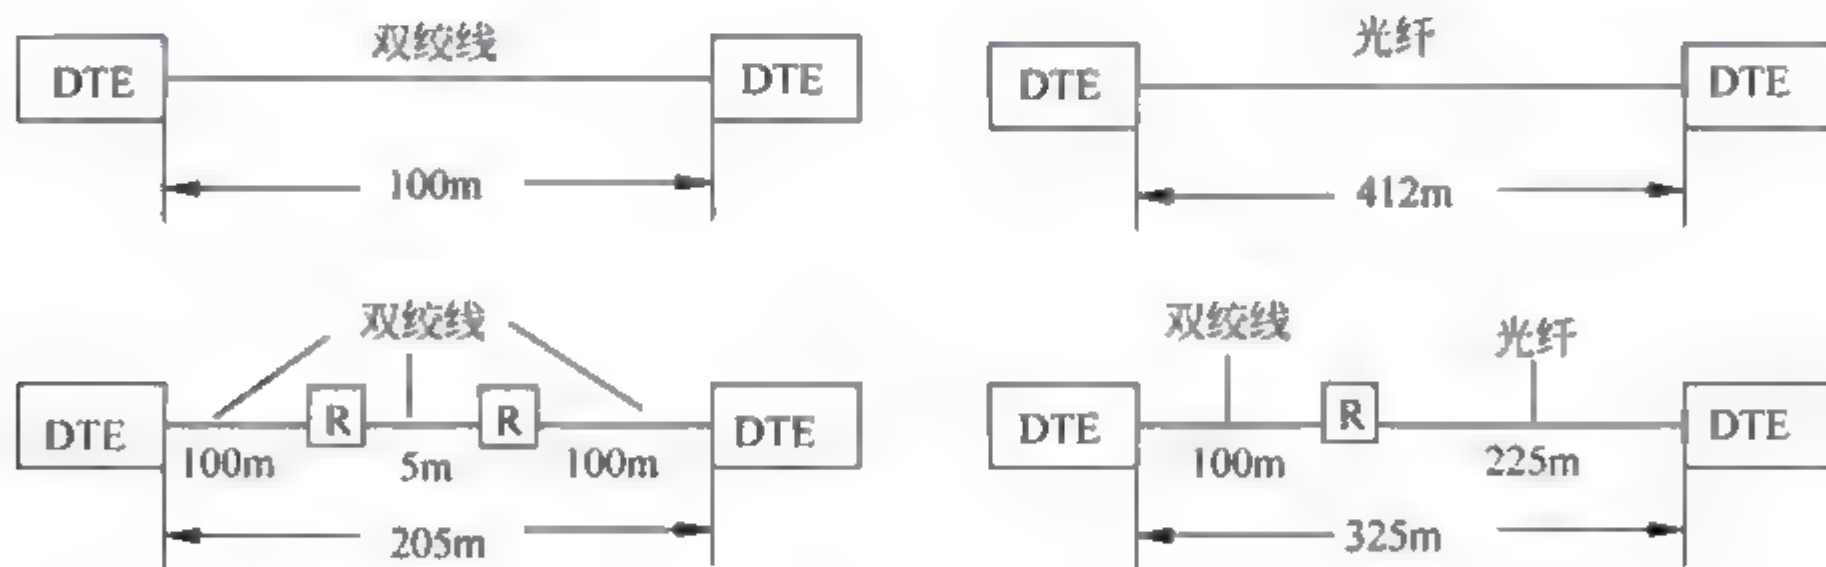 双绞线
DTE DTE
100m
光纤
DTE DTE
412m
双绞线
DTE R R DTE
100m 5m 100m
205m
双绞线 光纤
DTE R DTE
100m 225m
325m